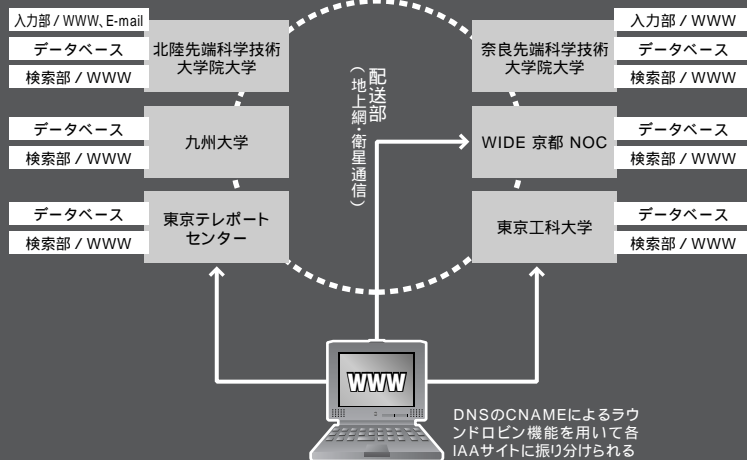 入力部 / WWW、E-mail
データベース
検索部 / WWW
北陸先端科学技術
大学院大学
データベース
検索部 / WWW
九州大学
データベース
検索部 / WWW
東京テレポート
センター
配送部
(地上網・衛星通信)
奈良先端科学技術
大学院大学
入力部 / WWW
データベース
検索部 / WWW
WIDE 京都 NOC
データベース
検索部 / WWW
東京工科大学
データベース
検索部 / WWW
WWW
DNSのCNAMEによるラウ
ンドロビン機能を用いて各
IAAサイトに振り分けられる